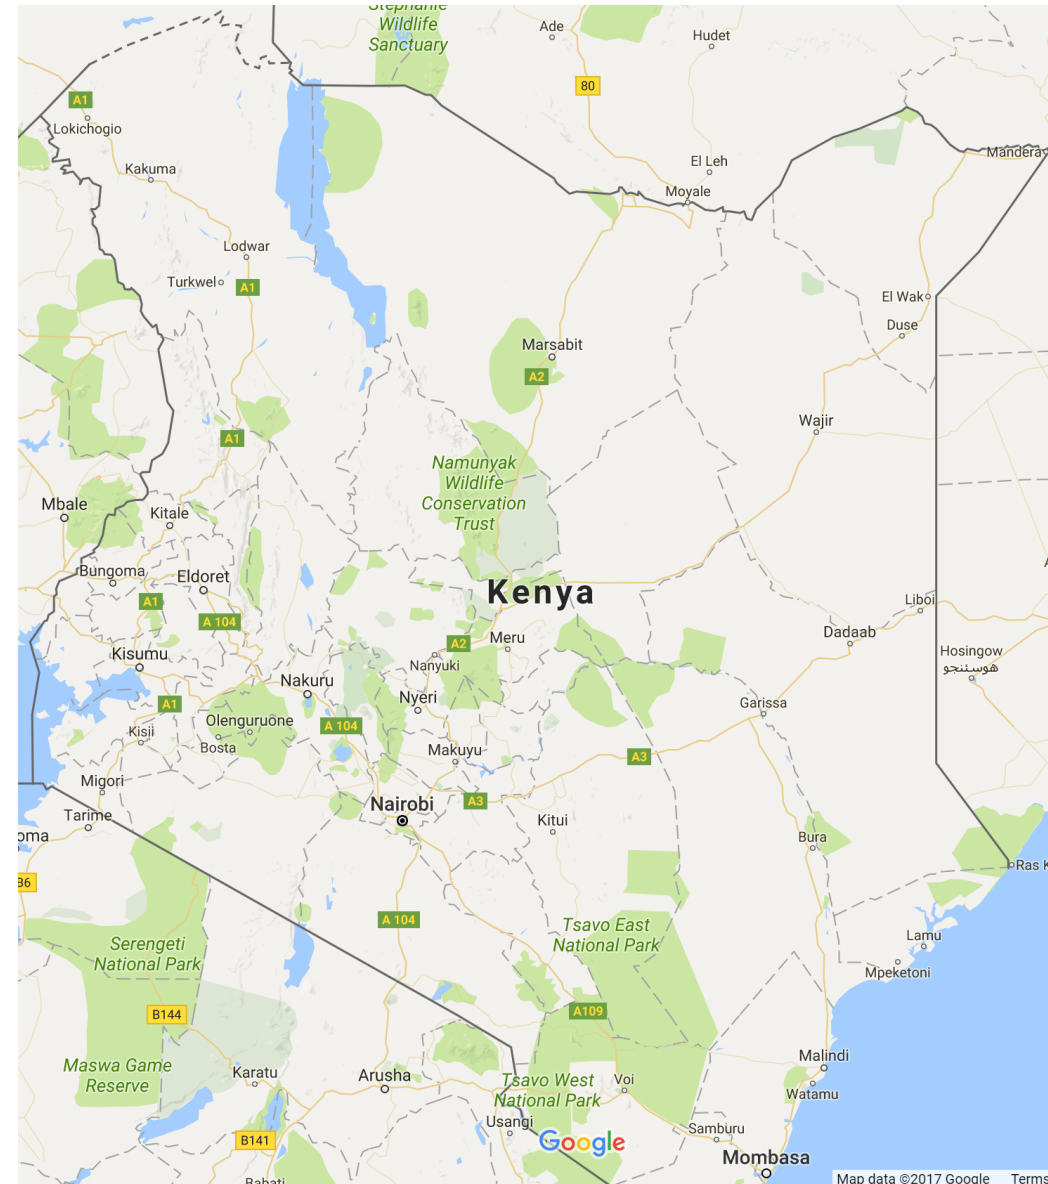 Stephanie
Wildlife
Sanctuary
Ade
Hudet
80
A1
Lokichogio
Mandera
Kakuma
El Leh
Moyale
Lodwar
Turkwel
A1
El Wak
Duse
Marsabit
A2
Wajir
A1
Namunyak
Wildlife
Conservation
Trust
Mbale
Kitale
Bungoma
Eldoret
Kenya
A1
A 104
Liboi
Dadaab
Meru
A2
Kisumu
Nanyuki
Hosingow
هوسئنجو
Nakuru
Nyeri
A1
Garissa
Olenguruone
A 104
Kisii
Bosta
Makuyu
A3
Migori
Nairobi
A3
Tarime
Kitui
oma
Bura
Ras K
B6
A 104
Tsavo East
National Park
Lamu
Serengeti
National Park
Mpeketoni
B144
A109
Malindi
Maswa Game
Reserve
Karatu
Arusha
Tsavo West
National Park
Voi
Watamu
Usangi
Samburu
B141
Google
Mombasa
Babati
Map data ©2017 Google
Terms